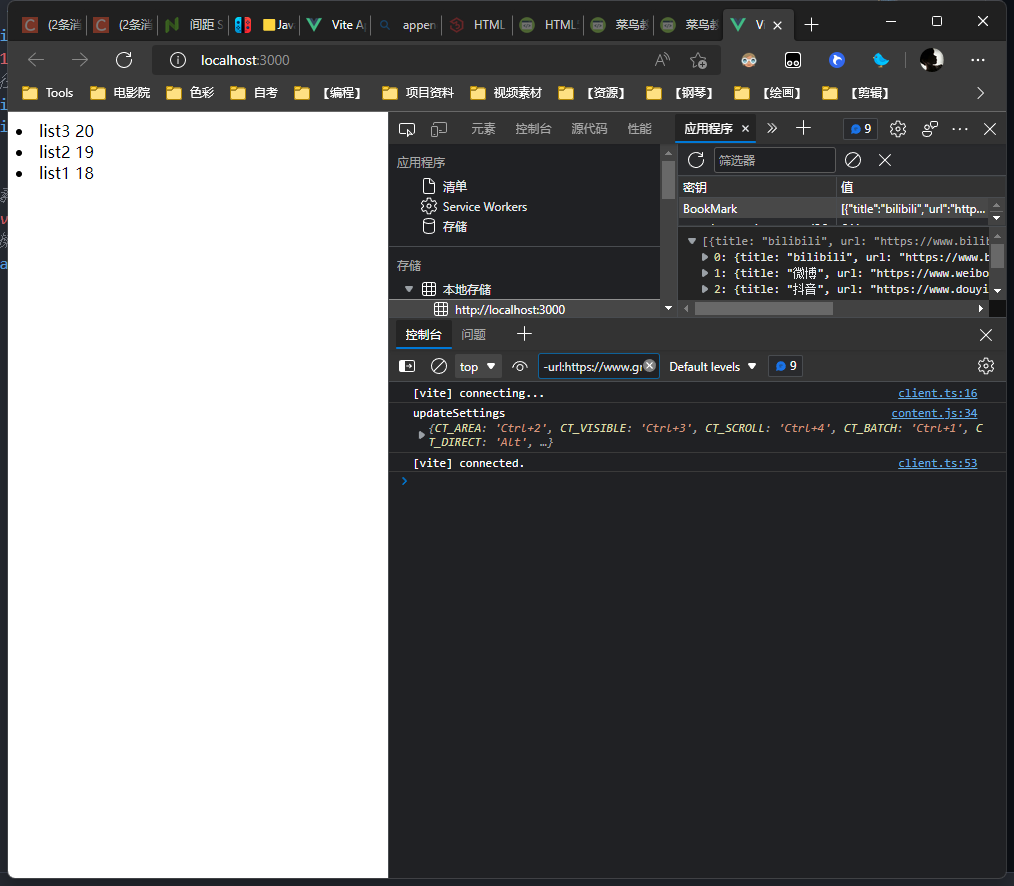 (2条消
(2条消
间距 S
Jav
Vite A
appen
HTML
HTML
菜鸟教
菜鸟教
Vi
localhost:3000
Tools
电影院
色彩
自考
【编程】
项目资料
视频素材
【资源】
【钢琴】
【绘画】
【剪辑】
list3 20
list2 19
list1 18
元素
控制台
源代码
性能
应用程序
9
应用程序
清单
Service Workers
存储
存储
本地存储
http://localhost:3000
筛选器
密钥 值
BookMark [{"title":"bilibili","url":"http...
[{title: "bilibili", url: "https://www.bilib
0: {title: "bilibili", url: "https://www.b
1: {title: "微博", url: "https://www.weibo
2: {title: "抖音", url: "https://www.douyi
控制台 问题
top
-url:https://www.gr
Default levels
9
[vite] connecting... client.ts:16
updateSettings content.js:34
{CT_AREA: 'Ctrl+2', CT_VISIBLE: 'Ctrl+3', CT_SCROLL: 'Ctrl+4', CT_BATCH: 'Ctrl+1', C
T_DIRECT: 'Alt', …}
[vite] connected. client.ts:53